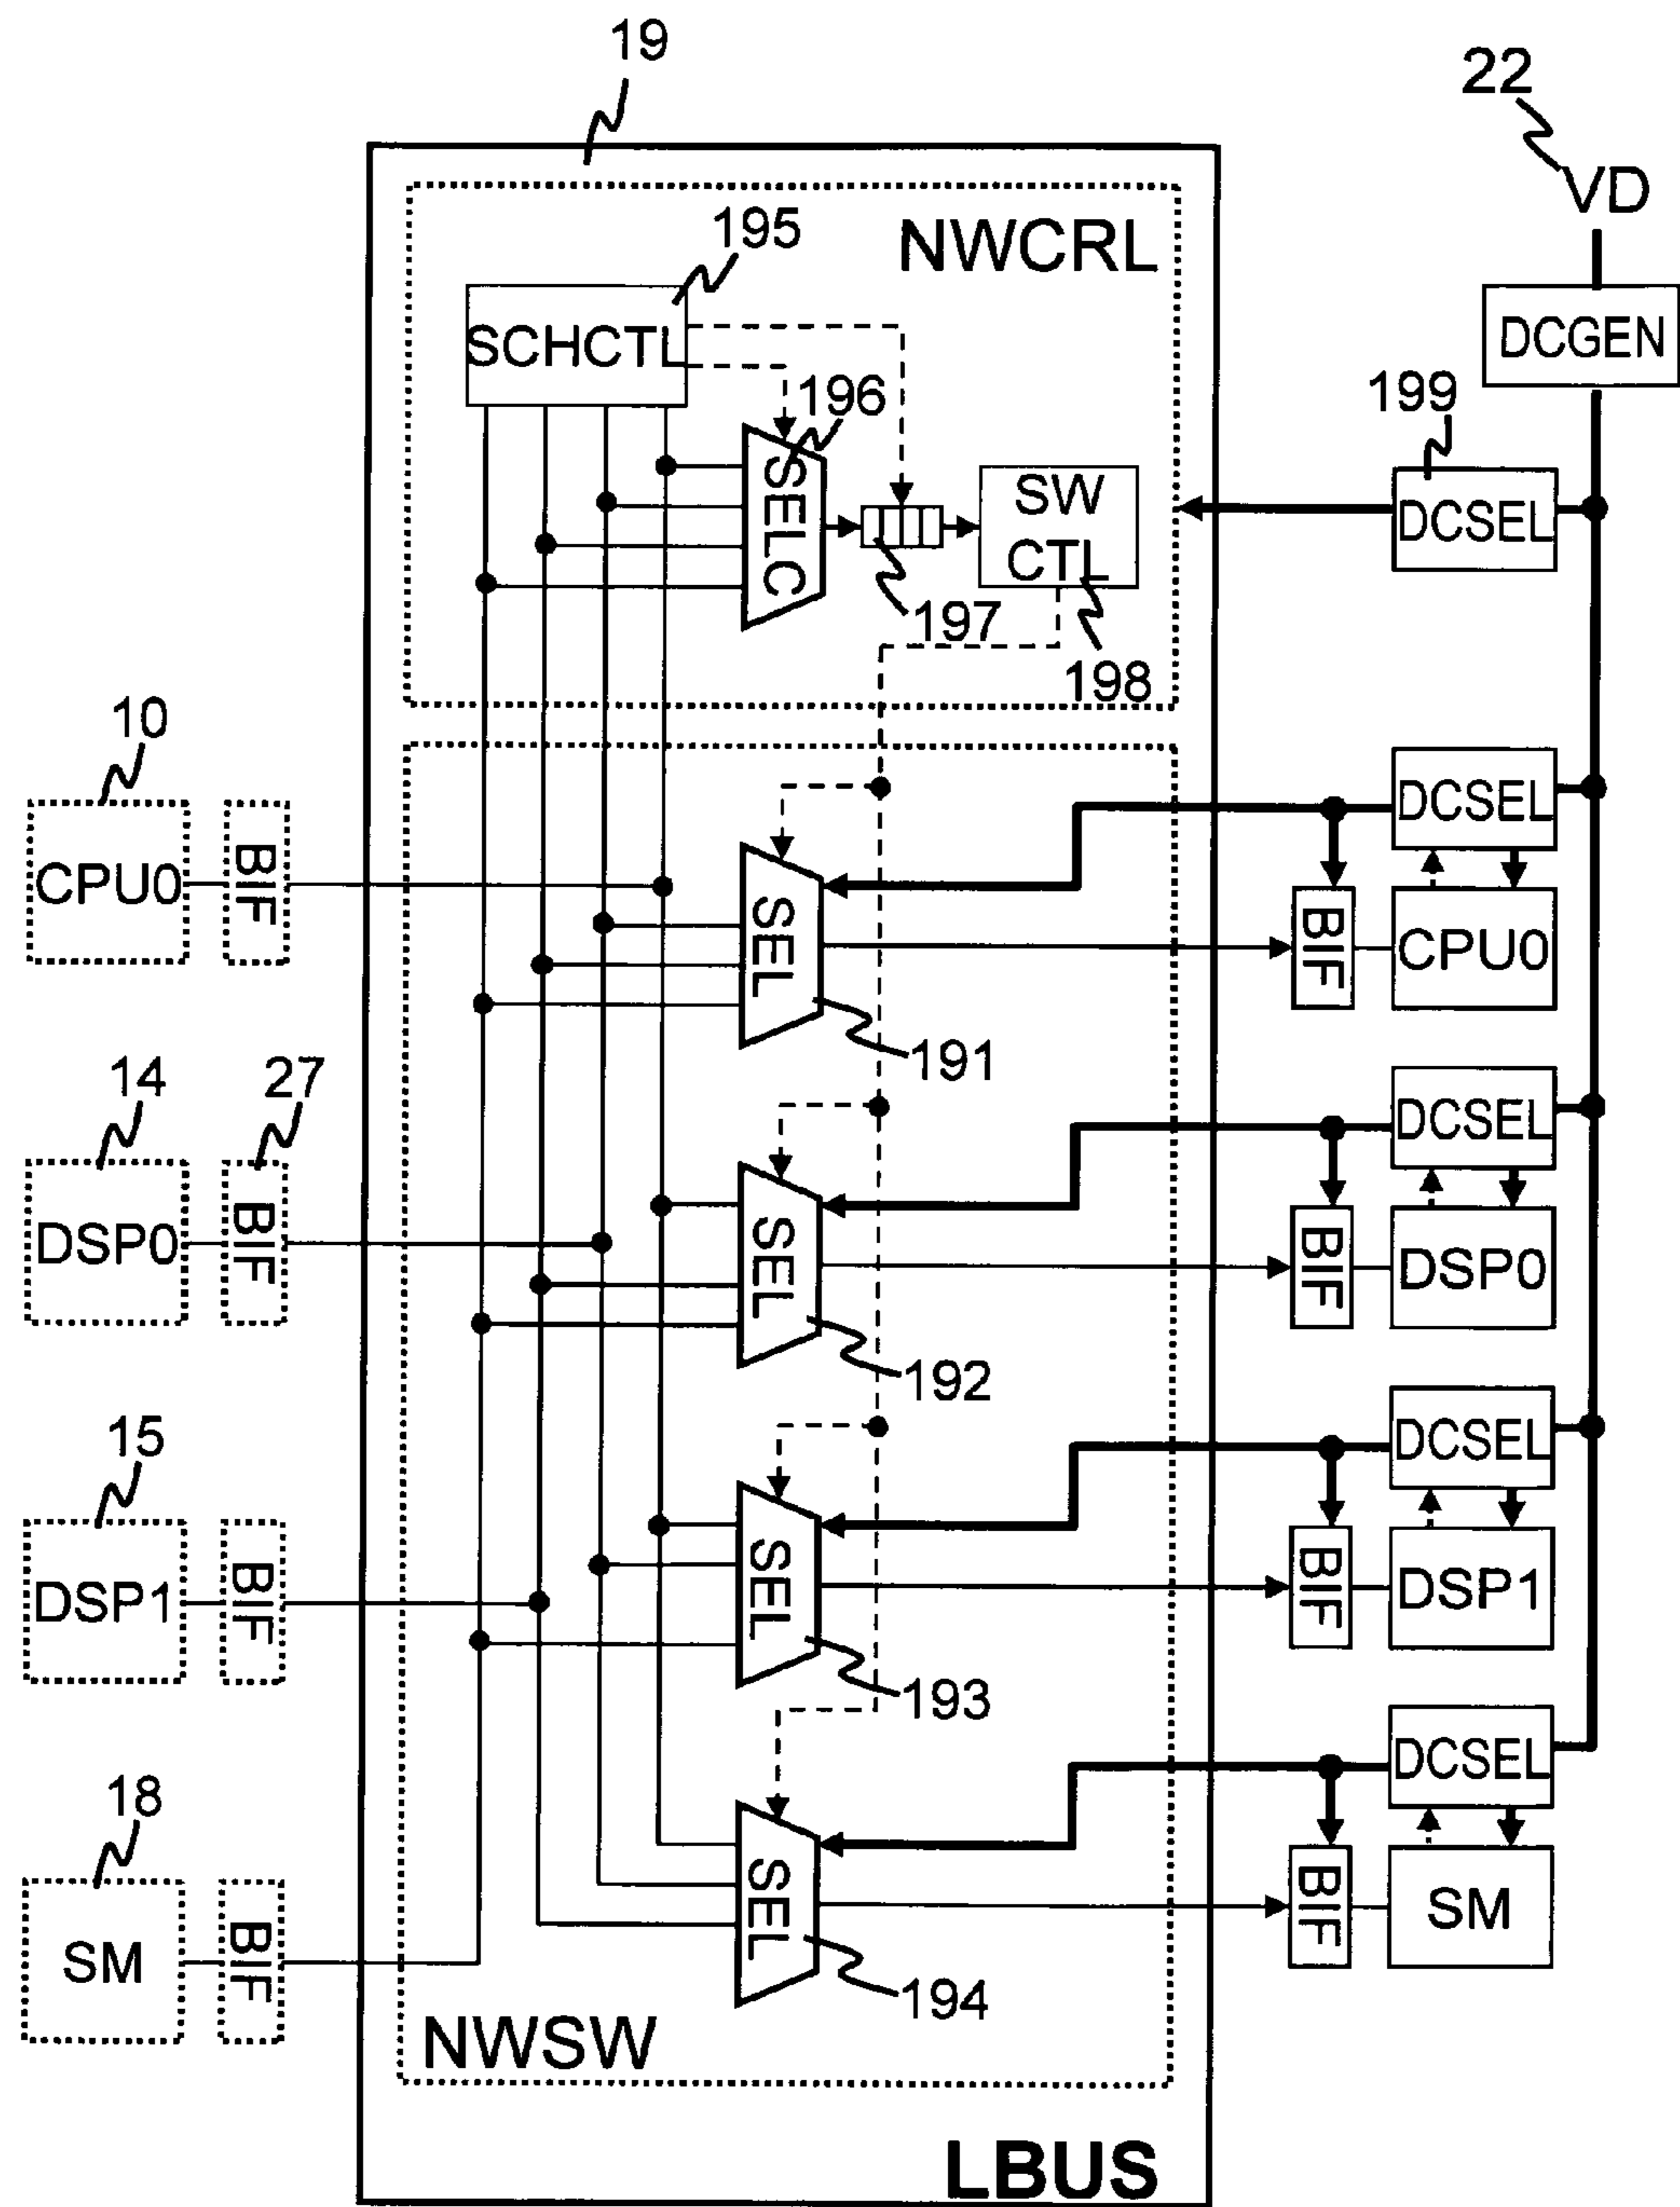 19
22
VD
NWCRL
195
SCHCTL
DCGEN
196
SELC
199
DCSEL
SW
CTL
197
198
10
CPU0
BIF
SEL
191
DCSEL
BIF
CPU0
14
27
DSP0
BIF
SEL
192
DCSEL
BIF
DSP0
15
DSP1
BIF
SEL
193
DCSEL
BIF
DSP1
18
SM
BIF
SEL
194
DCSEL
BIF
SM
NWSW
LBUS